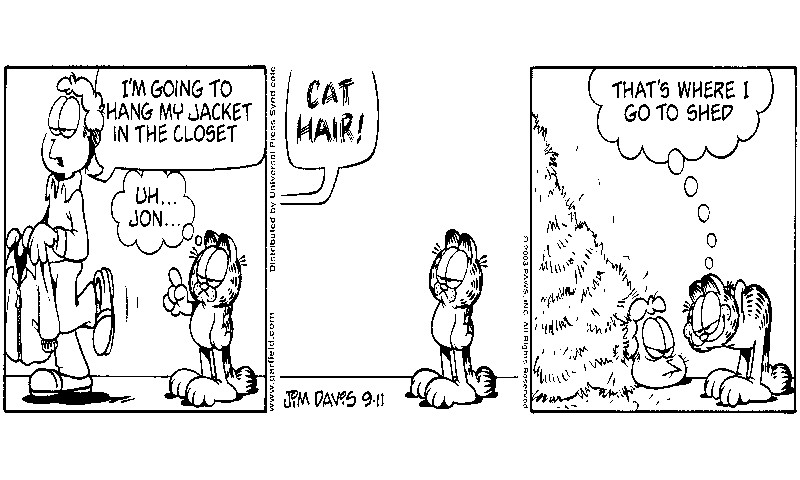 I'M GOING TO
HANG MY JACKET
IN THE CLOSET
UH...
JON...
www.garfield.com
Distributed by Universal Press Syndicate
CAT
HAIR!
JIM DAVIS 9·11
THAT'S WHERE I
GO TO SHED
© 2003 PAWS, INC. All Rights Reserved